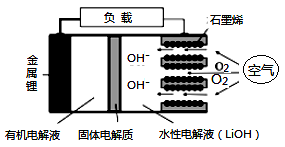 负载
石墨烯
金属锂
OH⁻
OH⁻
O₂
O₂
空气
有机电解液
固体电解质
水性电解液（LiOH）